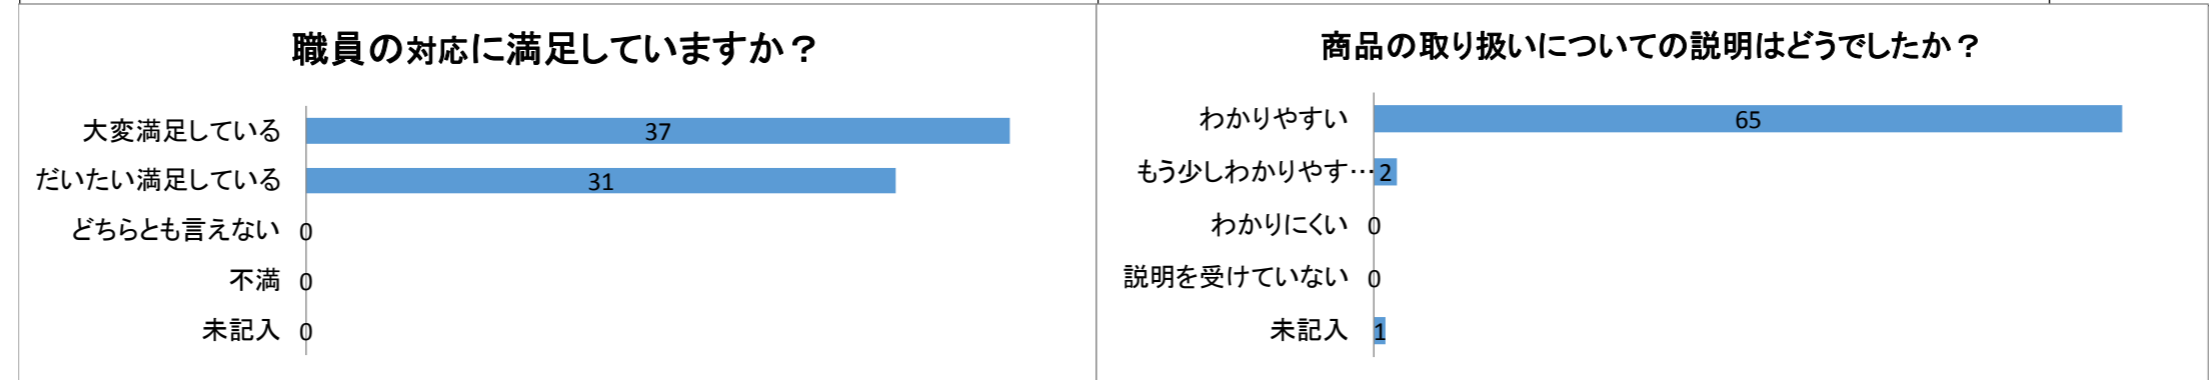 職員の対応に満足していますか？
大変満足している 37
だいたい満足している 31
どちらとも言えない 0
不満 0
未記入 0
商品の取り扱いについての説明はどうでしたか？
わかりやすい 65
もう少しわかりやす… 2
わかりにくい 0
説明を受けていない 0
未記入 1